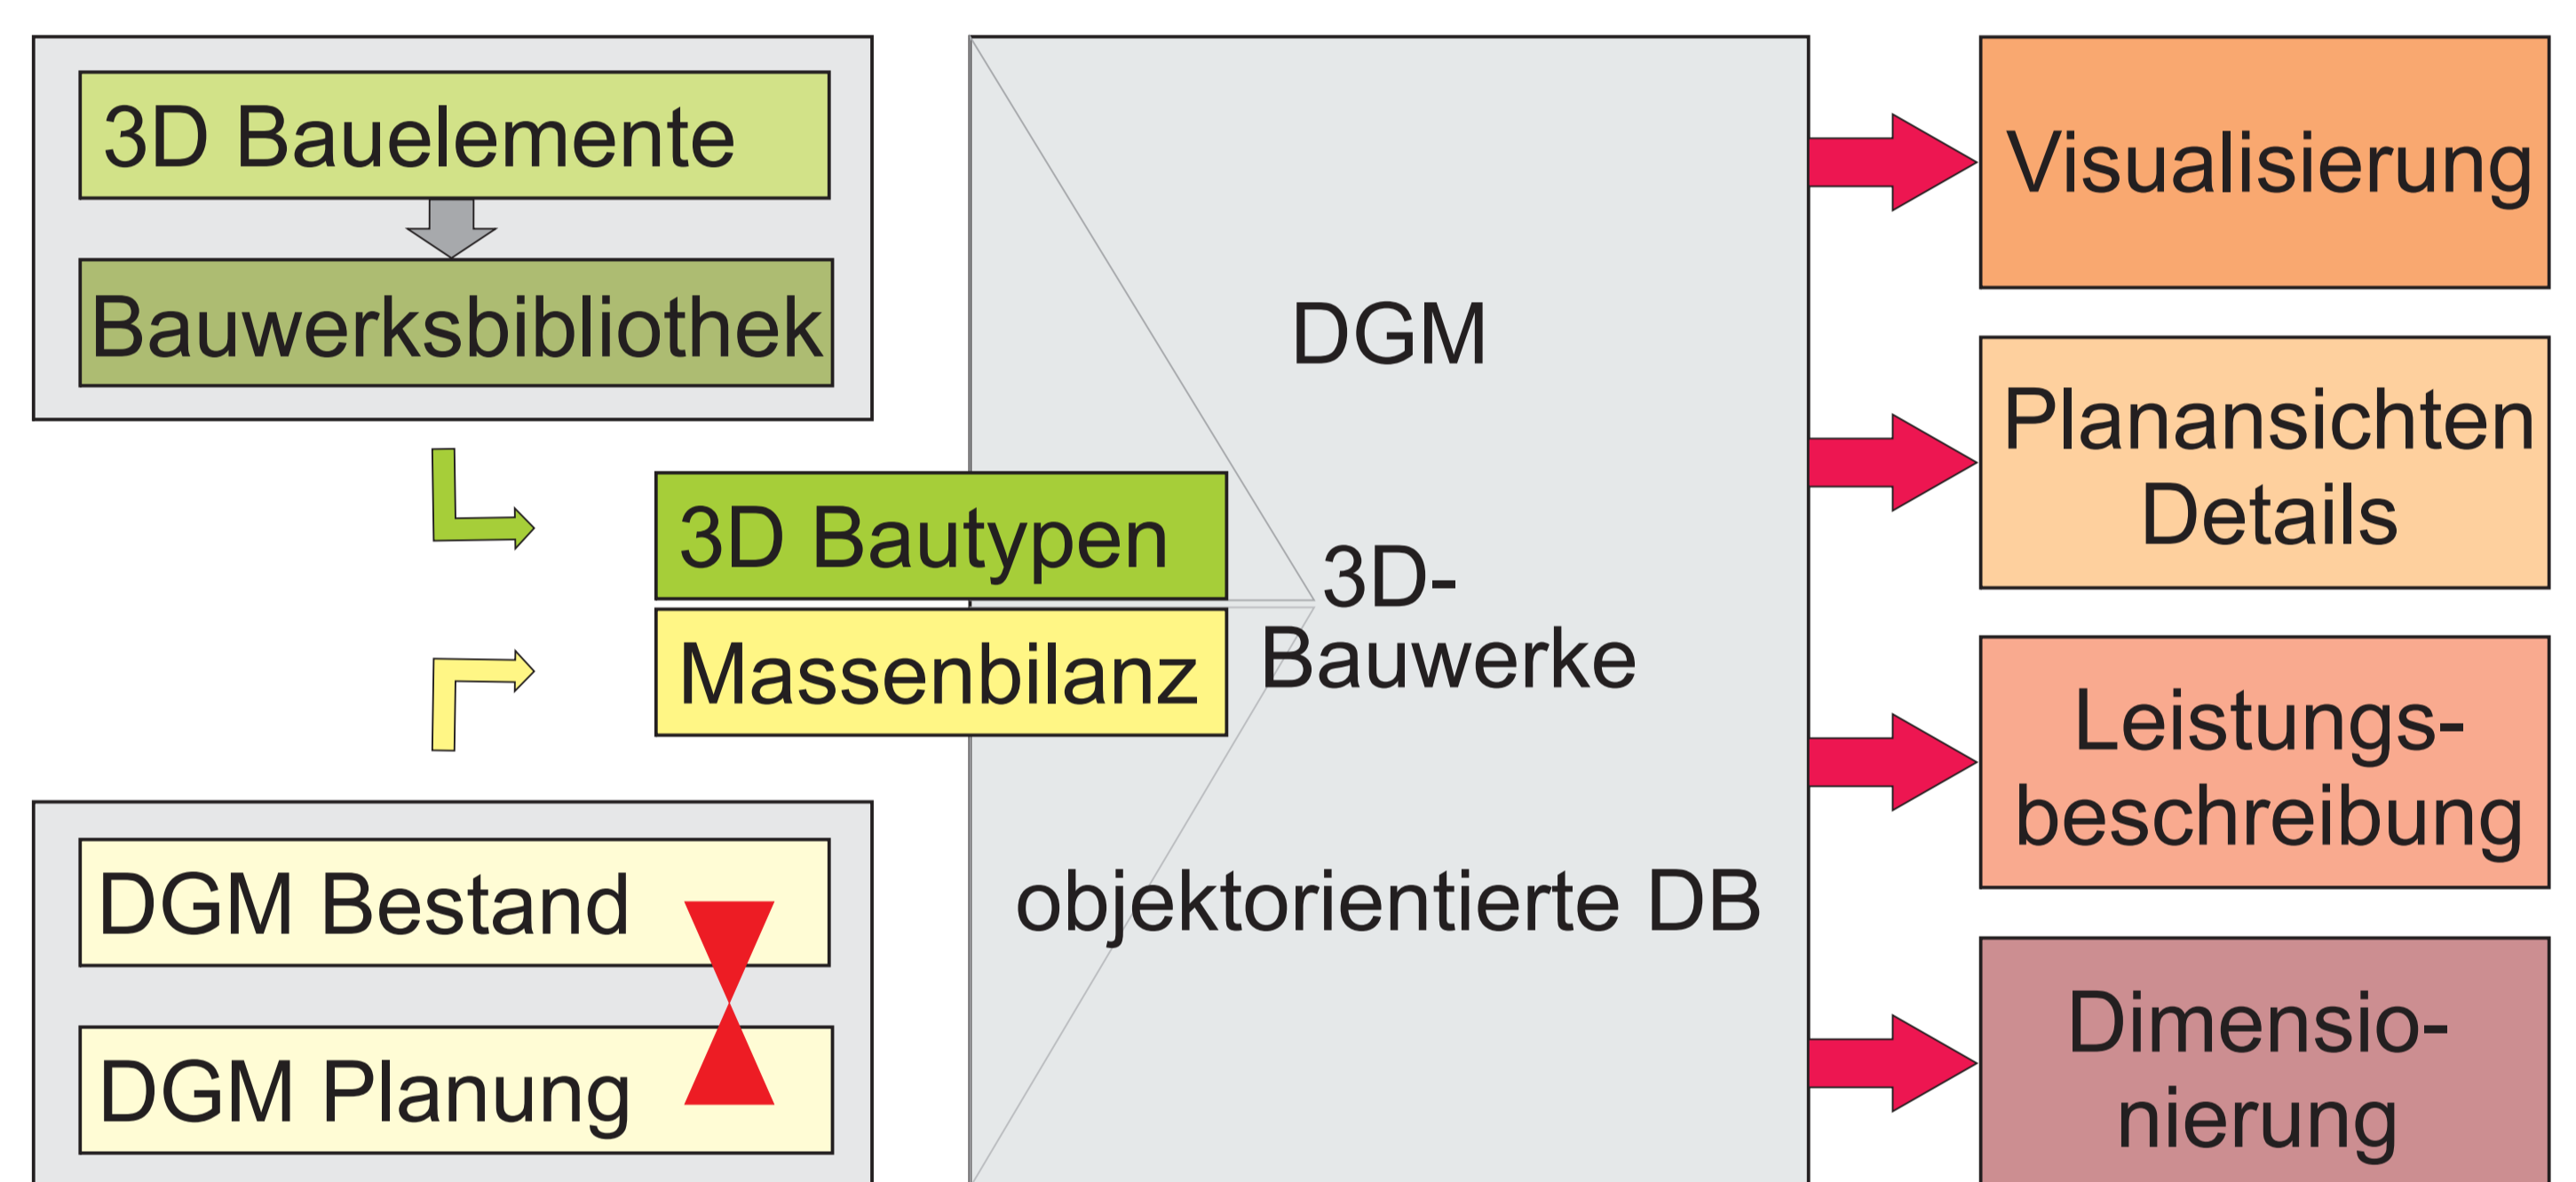 3D Bauelemente
Bauwerksbibliothek
3D Bautypen
Massenbilanz
DGM Bestand
DGM Planung
DGM
3D-
Bauwerke
objektorientierte DB
Visualisierung
Planansichten
Details
Leistungs-
beschreibung
Dimensio-
nierung